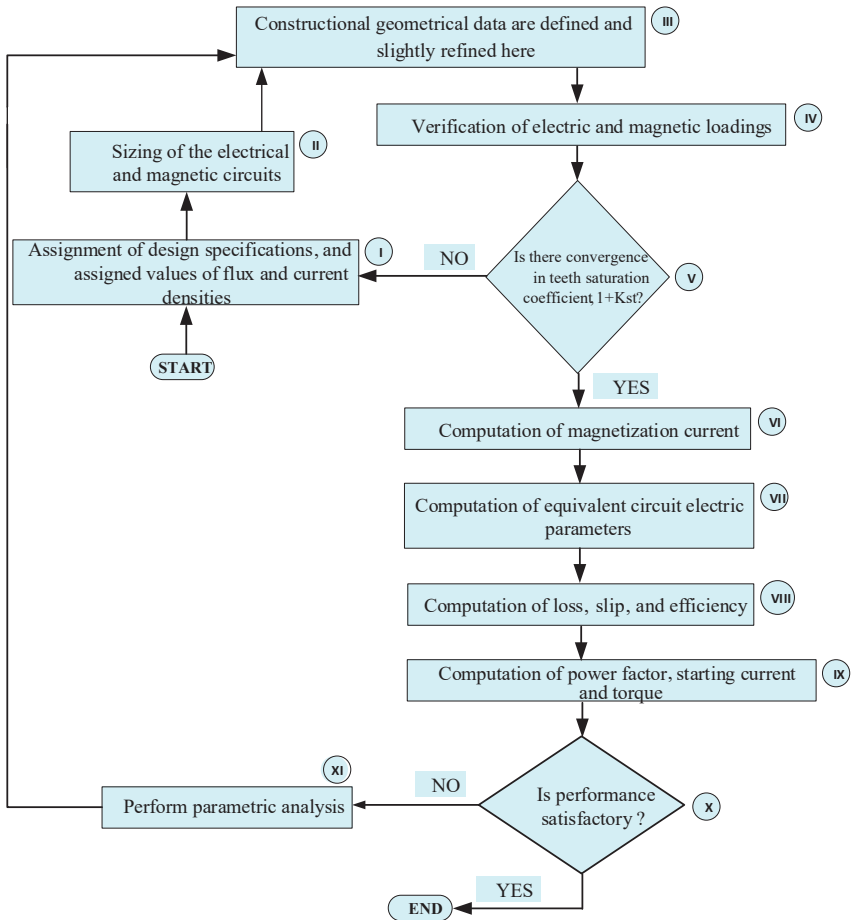 Constructional geometrical data are defined and
slightly refined here
III
Verification of electric and magnetic loadings
IV
Sizing of the electrical
and magnetic circuits
II
Assignment of design specifications, and
assigned values of flux and current
densities
I
NO
Is there convergence
in teeth saturation
coefficient, 1+Kst?
V
START
YES
Computation of magnetization current
VI
Computation of equivalent circuit electric
parameters
VII
Computation of loss, slip, and efficiency
VIII
Computation of power factor, starting current
and torque
IX
XI
Perform parametric analysis
NO
Is performance
satisfactory ?
X
YES
END